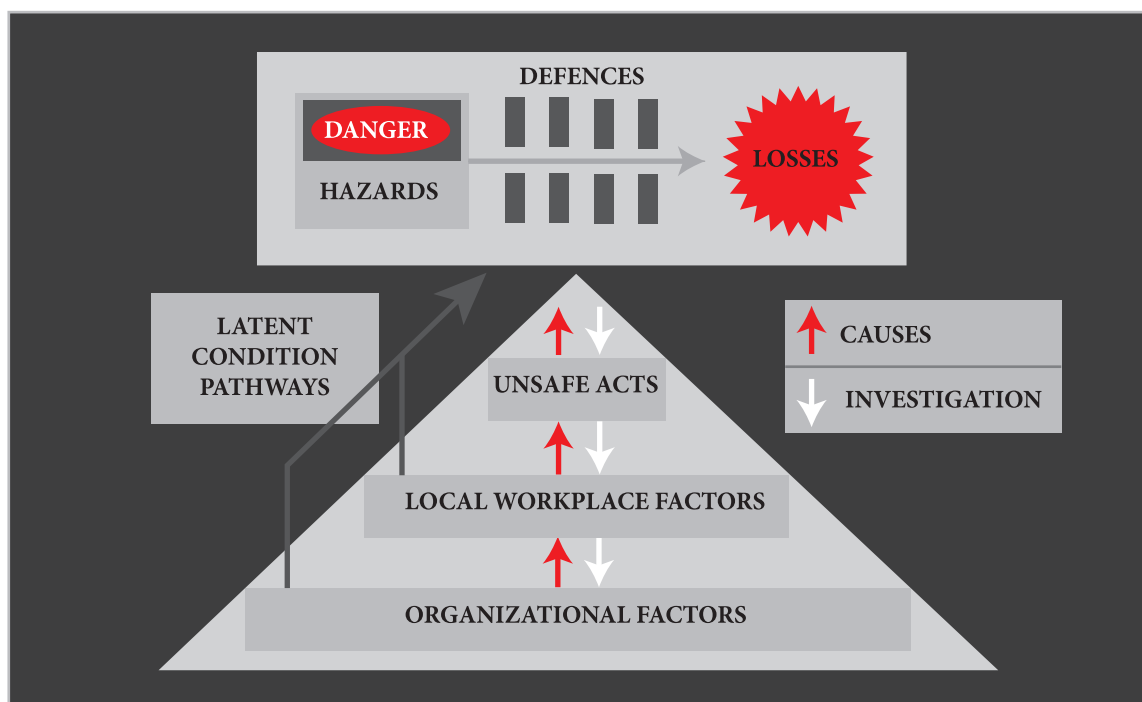 DEFENCES
DANGER
HAZARDS
LOSSES
LATENT
CONDITION
PATHWAYS
CAUSES
INVESTIGATION
UNSAFE ACTS
LOCAL WORKPLACE FACTORS
ORGANIZATIONAL FACTORS